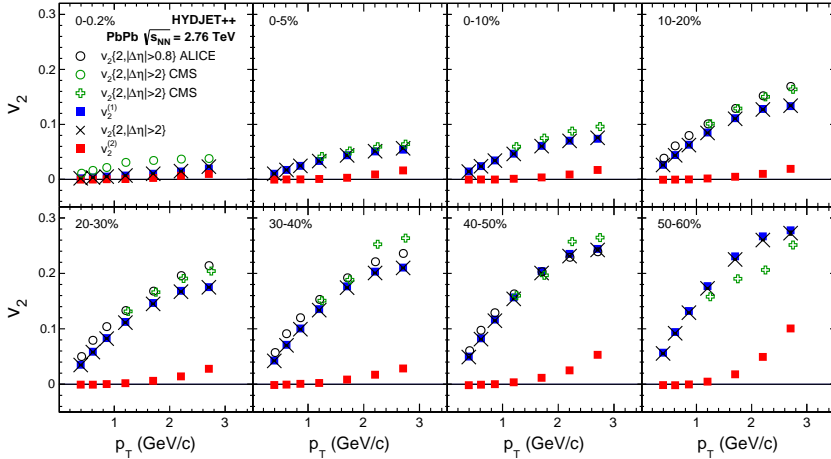 0-0.2%
HYDJET++
PbPb √sNN = 2.76 TeV
v2{2,|Δη|>0.8} ALICE
v2{2,|Δη|>2} CMS
v2{2,|Δη|>2} CMS
v2(1)
v2{2,|Δη|>2}
v2(2)
0-5%
0-10%
10-20%
v2
0.3
0.2
0.1
0
20-30%
30-40%
40-50%
50-60%
v2
0.3
0.2
0.1
0
1 2 3 1 2 3 1 2 3 1 2 3
pT (GeV/c) pT (GeV/c) pT (GeV/c) pT (GeV/c)